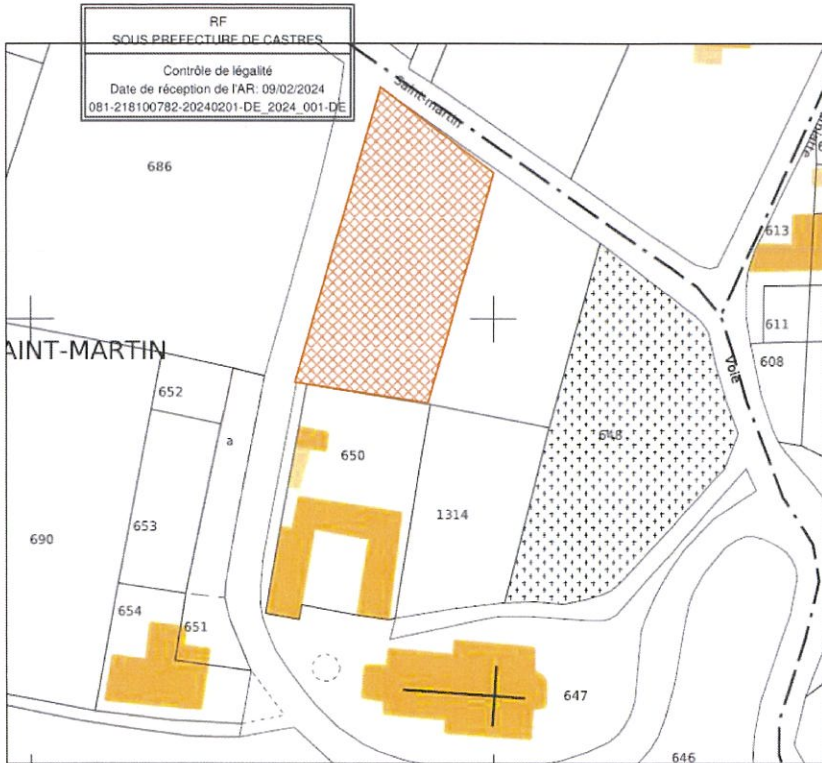 RF
SOUS PREFECTURE DE CASTRES
Contrôle de légalité
Date de réception de l'AR: 09/02/2024
081-218100782-20240201-DE_2024_001-DE
Saint-martin
686
613
611
608
Voie
AINT-MARTIN
652
a
648
650
1314
653
690
654
651
647
646